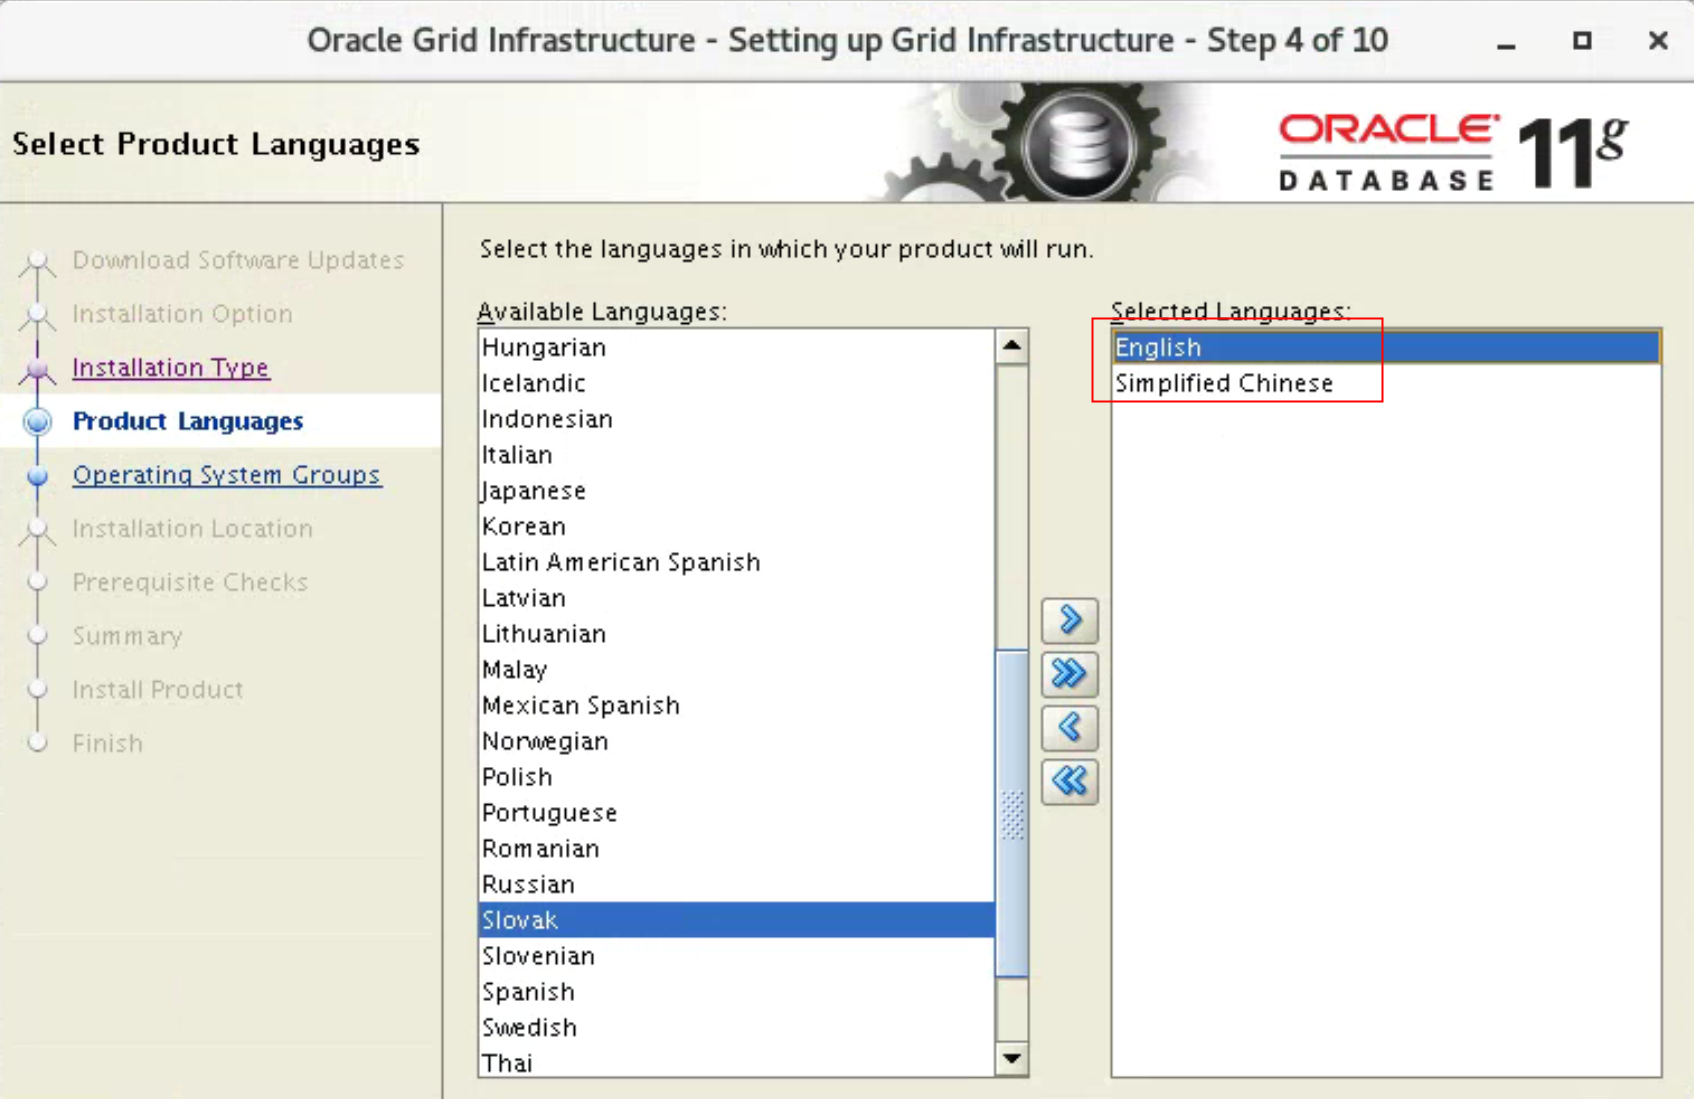 Oracle Grid Infrastructure - Setting up Grid Infrastructure - Step 4 of 10
Select Product Languages
ORACLE
DATABASE
11g
Download Software Updates
Installation Option
Installation Type
Product Languages
Operating System Groups
Installation Location
Prerequisite Checks
Summary
Install Product
Finish
Select the languages in which your product will run.
Available Languages:
Hungarian
Icelandic
Indonesian
Italian
Japanese
Korean
Latin American Spanish
Latvian
Lithuanian
Malay
Mexican Spanish
Norwegian
Polish
Portuguese
Romanian
Russian
Slovak
Slovenian
Spanish
Swedish
Thai
Selected Languages:
English
Simplified Chinese